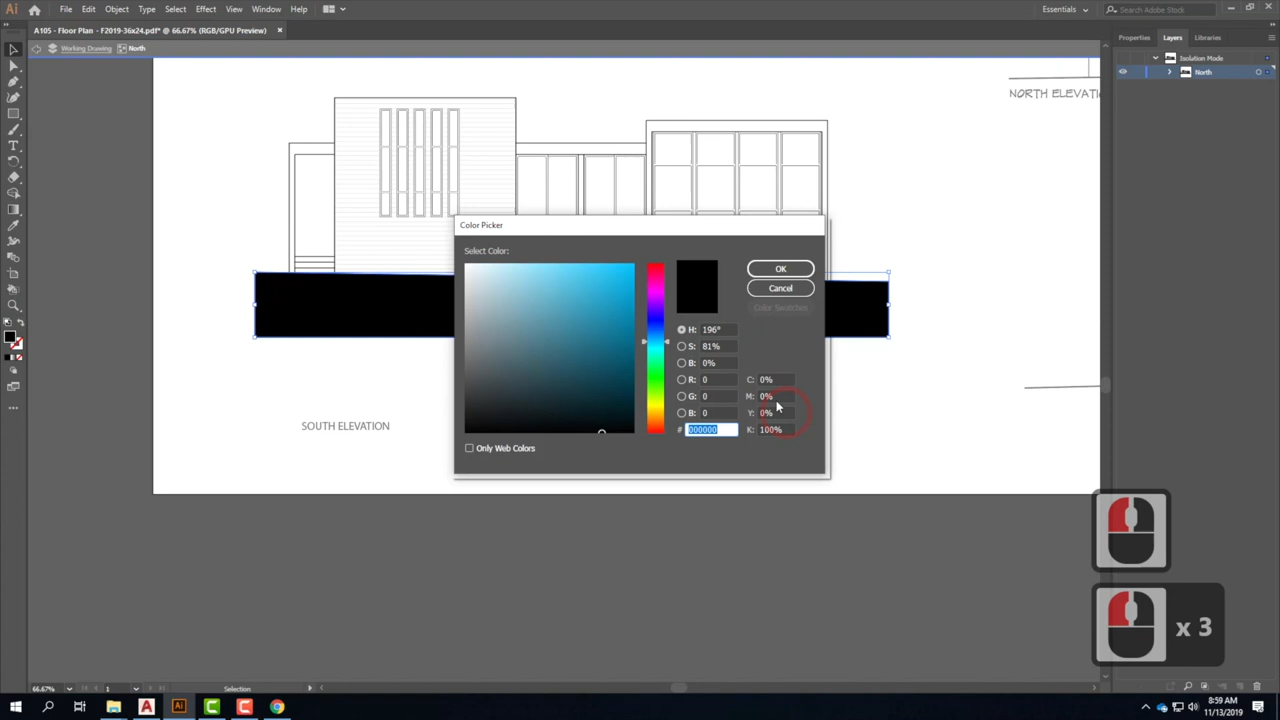 Ai File Edit Object Type Select Effect View Window Help Essentials Search Adobe Stock
A105 - Floor Plan - F2019-36x24.pdf* @ 66.67% (RGB/GPU Preview) ×
Properties Layers Libraries
Working Drawing North
Isolation Mode
North
NORTH ELEVATI
Color Picker
Select Color:
OK
Cancel
Color Swatches
H: 196°
S: 81%
B: 0%
R: 0 C: 0%
G: 0 M: 0%
B: 0 Y: 0%
# 000000 K: 100%
Only Web Colors
SOUTH ELEVATION
x 3
66.67% 1 Selection
A Ai C C
8:59 AM
11/13/2019